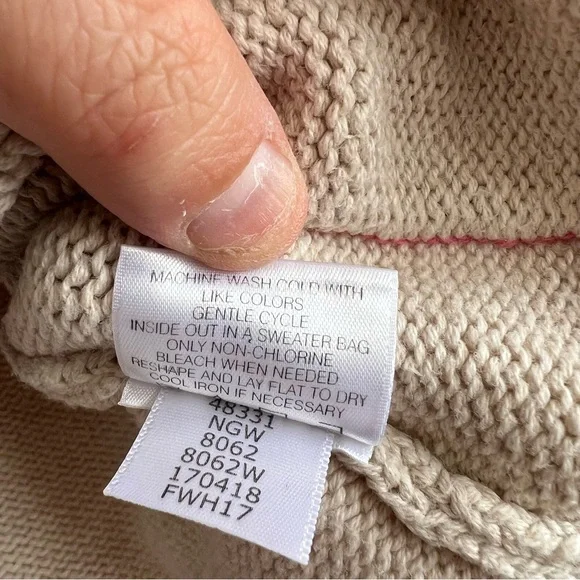 MACHINE WASH COLD WITH
LIKE COLORS
GENTLE CYCLE
INSIDE OUT IN A SWEATER BAG
ONLY NON-CHLORINE
BLEACH WHEN NEEDED
RESHAPE AND LAY FLAT TO DRY
COOL IRON IF NECESSARY
48331
NGW
8062
8062W
170418
FWH17